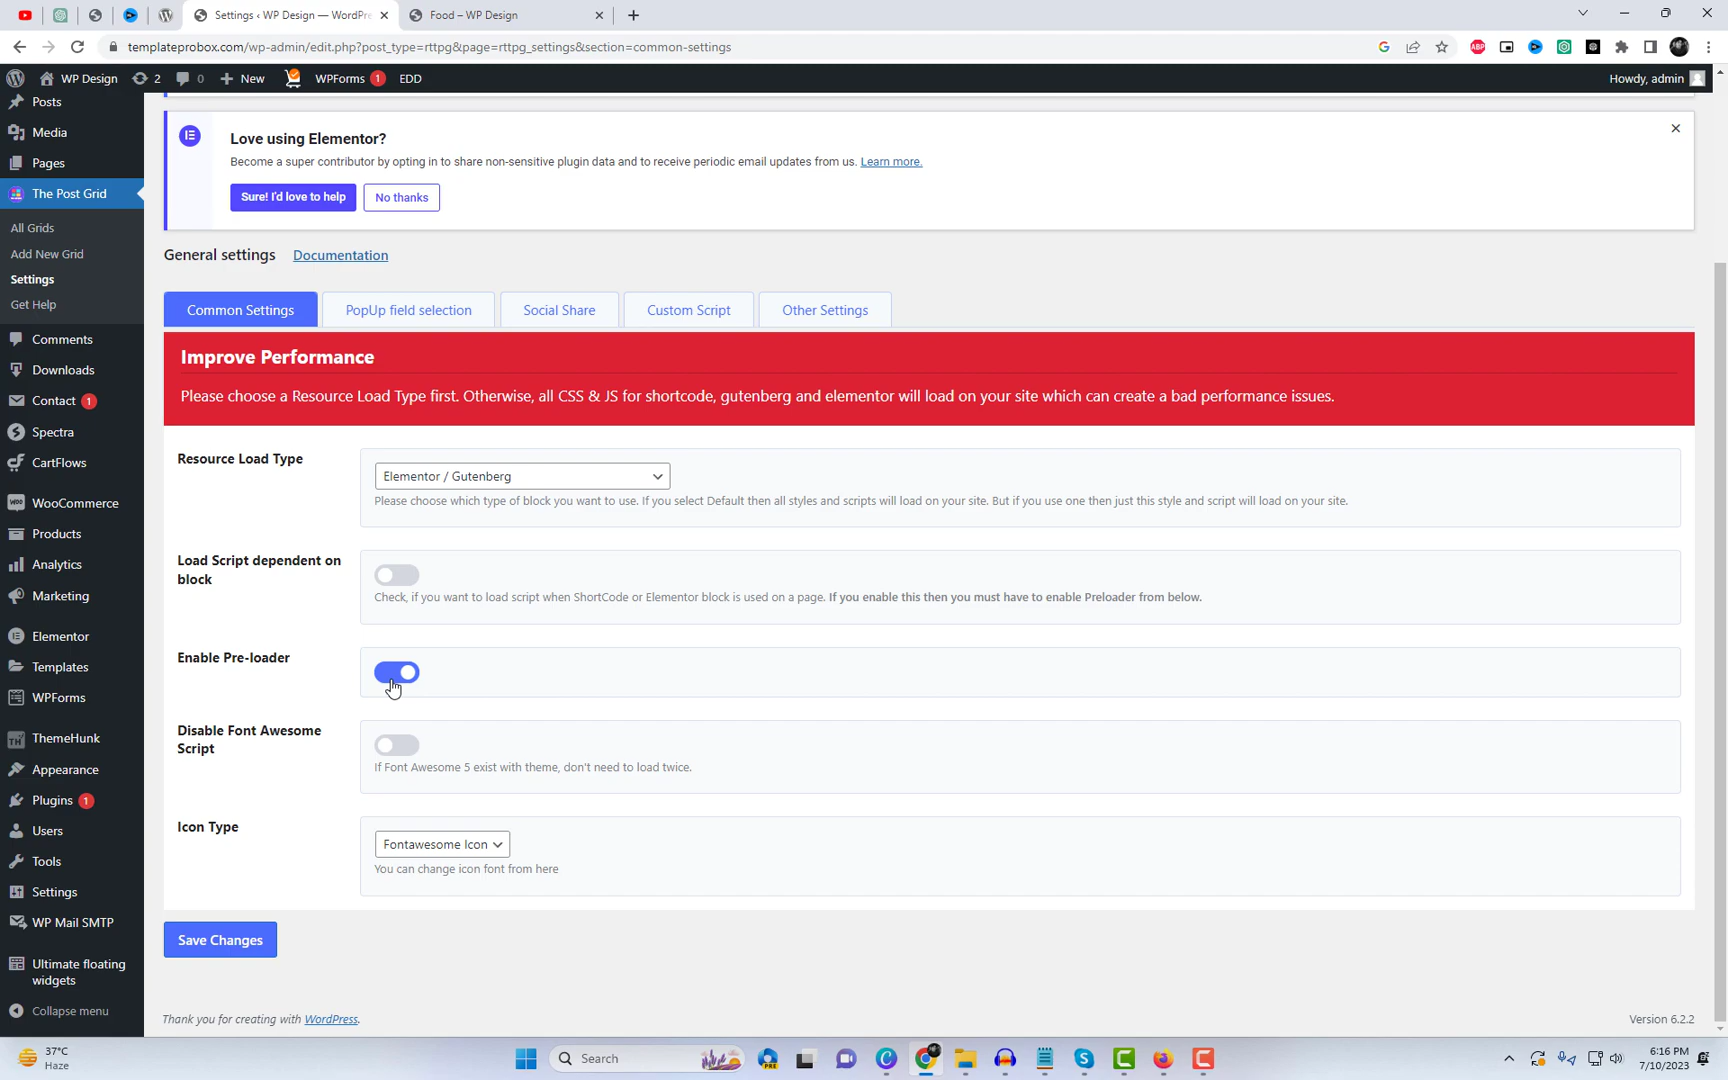 Settings ‹ WP Design — WordPre
Food – WP Design
templateprobox.com/wp-admin/edit.php?post_type=rttpg&page=rttpg_settings&section=common-settings
WP Design
2
0
New
WPForms 1
EDD
Howdy, admin
Posts
Media
Pages
The Post Grid
All Grids
Add New Grid
Settings
Get Help
Comments
Downloads
Contact 1
Spectra
CartFlows
WooCommerce
Products
Analytics
Marketing
Elementor
Templates
WPForms
ThemeHunk
Appearance
Plugins 1
Users
Tools
Settings
WP Mail SMTP
Ultimate floating
widgets
Collapse menu
Love using Elementor?
Become a super contributor by opting in to share non-sensitive plugin data and to receive periodic email updates from us. Learn more.
Sure! I'd love to help
No thanks
General settings
Documentation
Common Settings
PopUp field selection
Social Share
Custom Script
Other Settings
Improve Performance
Please choose a Resource Load Type first. Otherwise, all CSS & JS for shortcode, gutenberg and elementor will load on your site which can create a bad performance issues.
Resource Load Type
Elementor / Gutenberg
Please choose which type of block you want to use. If you select Default then all styles and scripts will load on your site. But if you use one then just this style and script will load on your site.
Load Script dependent on
block
Check, if you want to load script when ShortCode or Elementor block is used on a page. If you enable this then you must have to enable Preloader from below.
Enable Pre-loader
Disable Font Awesome
Script
If Font Awesome 5 exist with theme, don't need to load twice.
Icon Type
Fontawesome Icon
You can change icon font from here
Save Changes
Thank you for creating with WordPress.
Version 6.2.2
37°C
Haze
Search
6:16 PM
7/10/2023